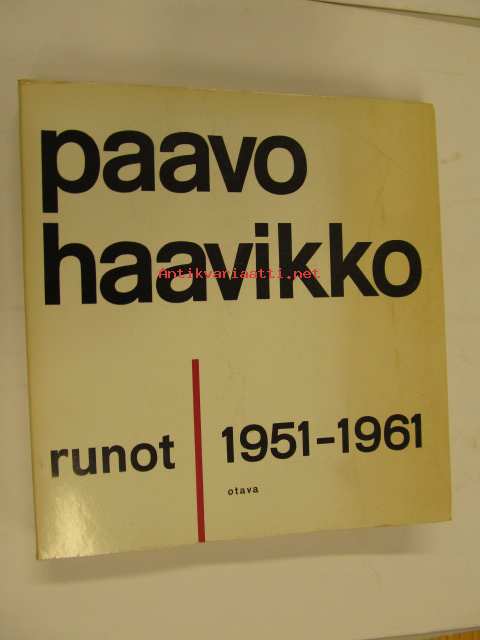 paavo
haavikko
Antikvariaatti.net
runot 1951-1961
otava